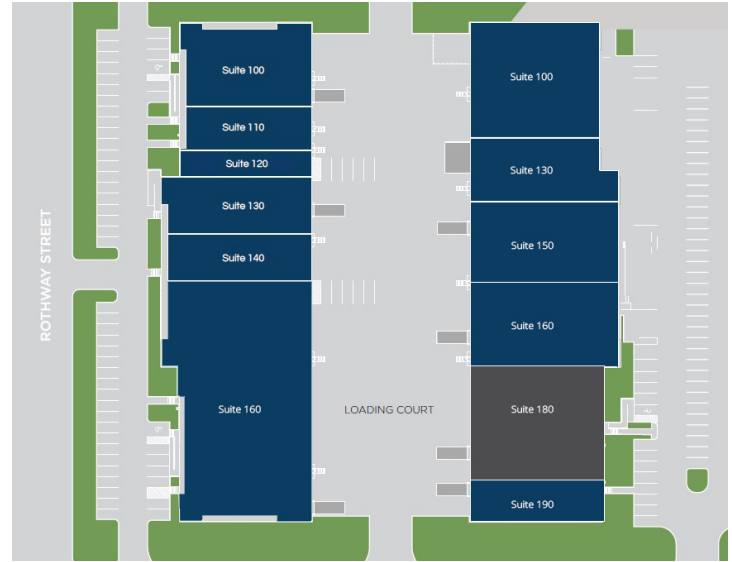 ROTHWAY STREET
Suite 100
Suite 110
Suite 120
Suite 130
Suite 140
Suite 160
LOADING COURT
Suite 100
Suite 130
Suite 150
Suite 160
Suite 180
Suite 190